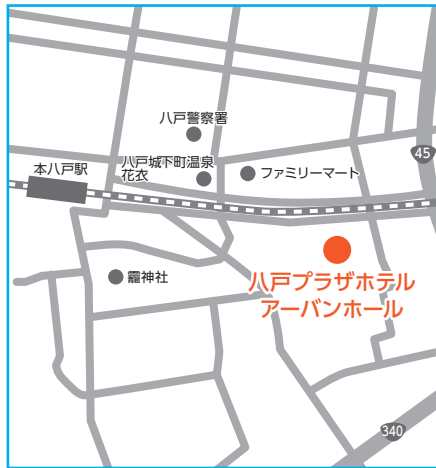 八戸警察署
45
本八戸駅
八戸城下町温泉
花衣
ファミリーマート
龗神社
八戸プラザホテル
アーバンホール
340